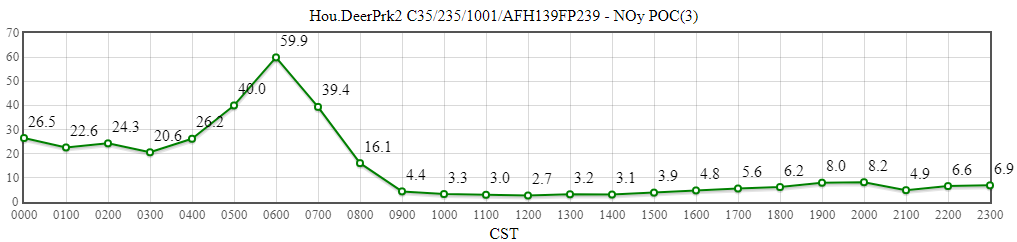 Hou.DeerPrk2 C35/235/1001/AFH139FP239 - NOy POC(3)
70
60
50
40
30
20
10
0
26.5 22.6 24.3 20.6 26.2 40.0 59.9 39.4 16.1 4.4 3.3 3.0 2.7 3.2 3.1 3.9 4.8 5.6 6.2 8.0 8.2 4.9 6.6 6.9
0000 0100 0200 0300 0400 0500 0600 0700 0800 0900 1000 1100 1200 1300 1400 1500 1600 1700 1800 1900 2000 2100 2200 2300
CST